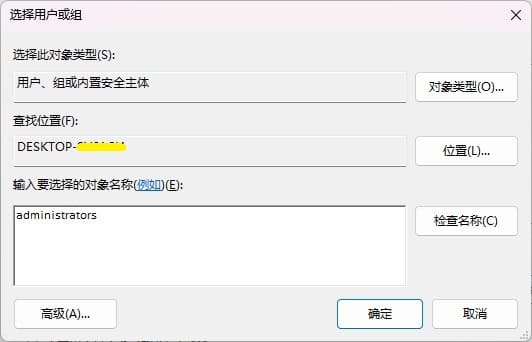 选择用户或组
选择此对象类型(S):
用户、组或内置安全主体
对象类型(O)...
查找位置(F):
DESKTOP-
位置(L)...
输入要选择的对象名称(例如)(E):
administrators
检查名称(C)
高级(A)...
确定
取消